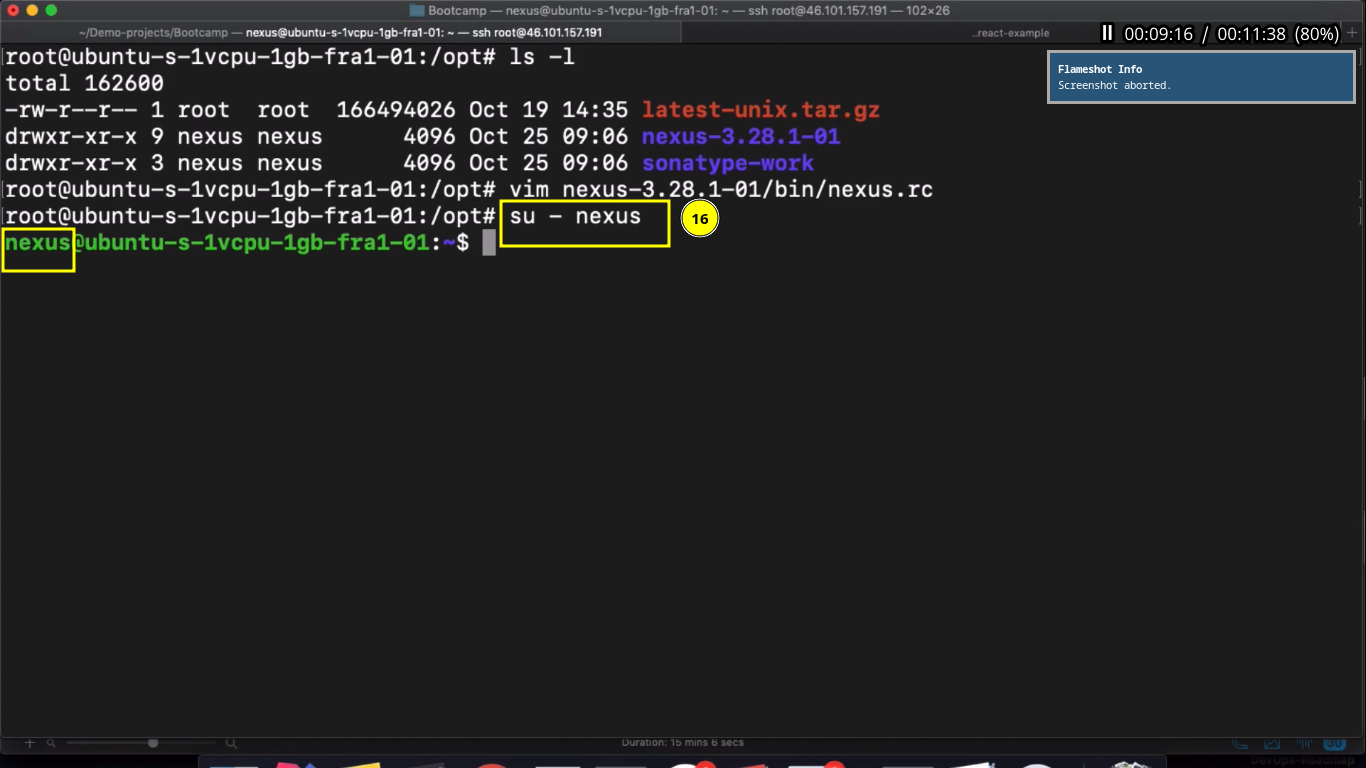 Bootcamp — nexus@ubuntu-s-1vcpu-1gb-fra1-01: ~ — ssh root@46.101.157.191 — 102×26
~/Demo-projects/Bootcamp — nexus@ubuntu-s-1vcpu-1gb-fra1-01: ~ — ssh root@46.101.157.191
..react-example
00:09:16 / 00:11:38 (80%)
Flameshot Info
Screenshot aborted.
root@ubuntu-s-1vcpu-1gb-fra1-01:/opt# ls -l
total 162600
-rw-r--r-- 1 root root 166494026 Oct 19 14:35 latest-unix.tar.gz
drwxr-xr-x 9 nexus nexus 4096 Oct 25 09:06 nexus-3.28.1-01
drwxr-xr-x 3 nexus nexus 4096 Oct 25 09:06 sonatype-work
root@ubuntu-s-1vcpu-1gb-fra1-01:/opt# vim nexus-3.28.1-01/bin/nexus.rc
root@ubuntu-s-1vcpu-1gb-fra1-01:/opt# su - nexus
16
nexus@ubuntu-s-1vcpu-1gb-fra1-01:~$
Duration: 15 mins 6 secs
30
DevOps-Roadmap